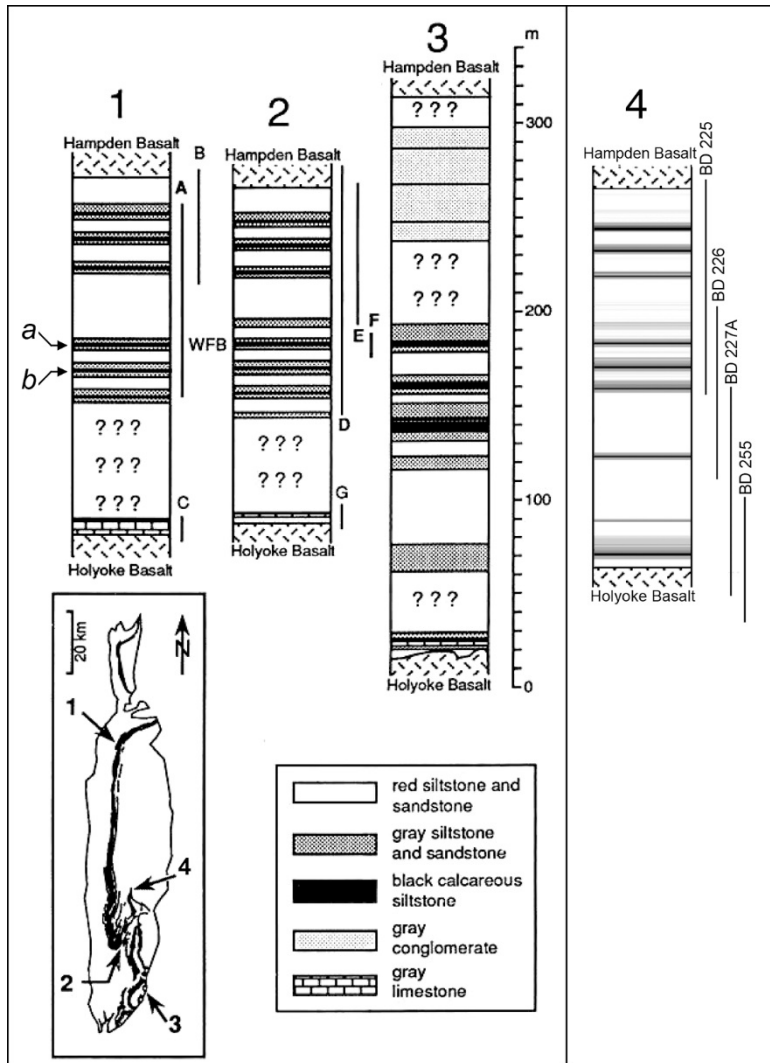 1
Hampden Basalt
B
A
a
WFB
b
? ? ?
? ? ?
? ? ?
C
Holyoke Basalt
2
Hampden Basalt
E
D
? ? ?
? ? ?
G
Holyoke Basalt
3
Hampden Basalt
? ? ?
? ? ?
? ? ?
F
? ? ?
Holyoke Basalt
m
300
200
100
0
4
Hampden Basalt
BD 225
BD 226
BD 227A
BD 255
Holyoke Basalt
20 km
N
1
4
2
3
red siltstone and
sandstone
gray siltstone
and sandstone
black calcareous
siltstone
gray
conglomerate
gray
limestone